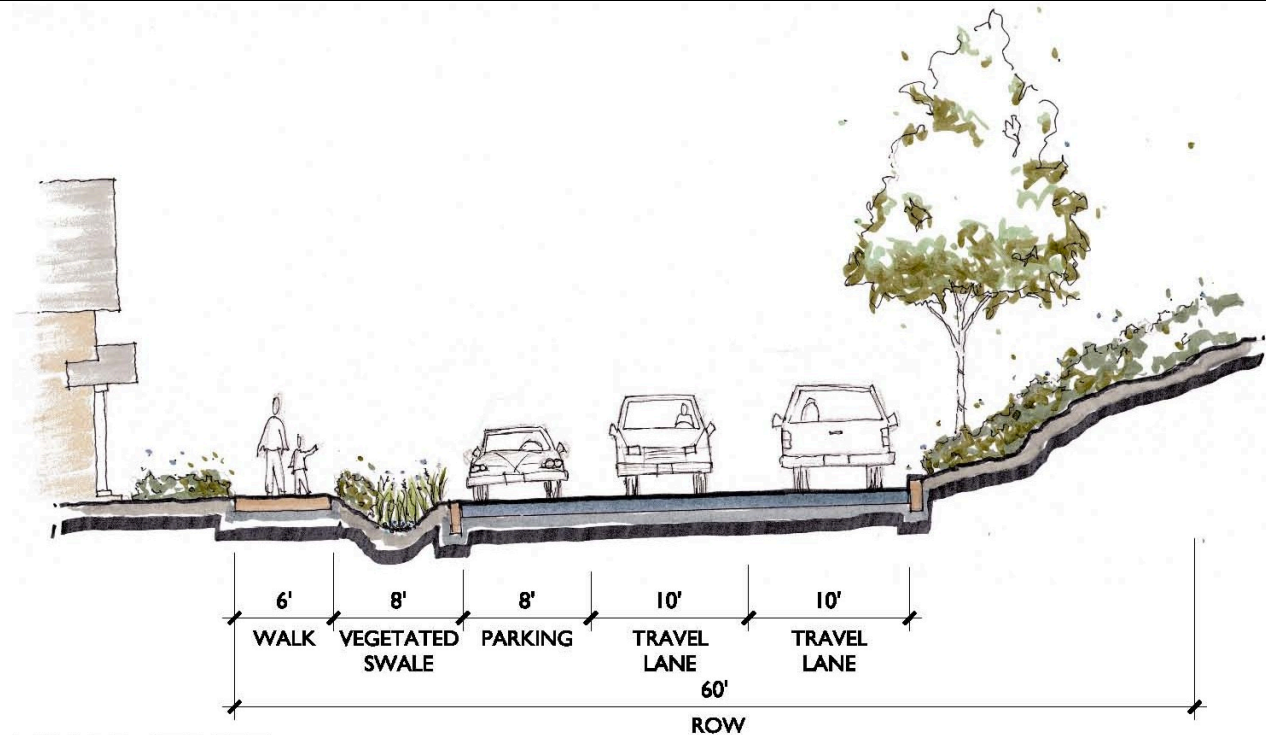 6' 8' 8' 10' 10'
WALK VEGETATED PARKING TRAVEL TRAVEL
SWALE LANE LANE
60'
ROW